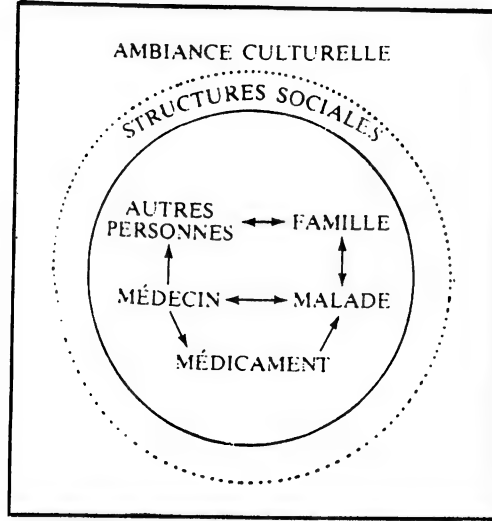 AMBIANCE CULTURELLE
STRUCTURES SOCIALES
AUTRES
PERSONNES
FAMILLE
MÉDECIN
MALADE
MÉDICAMENT